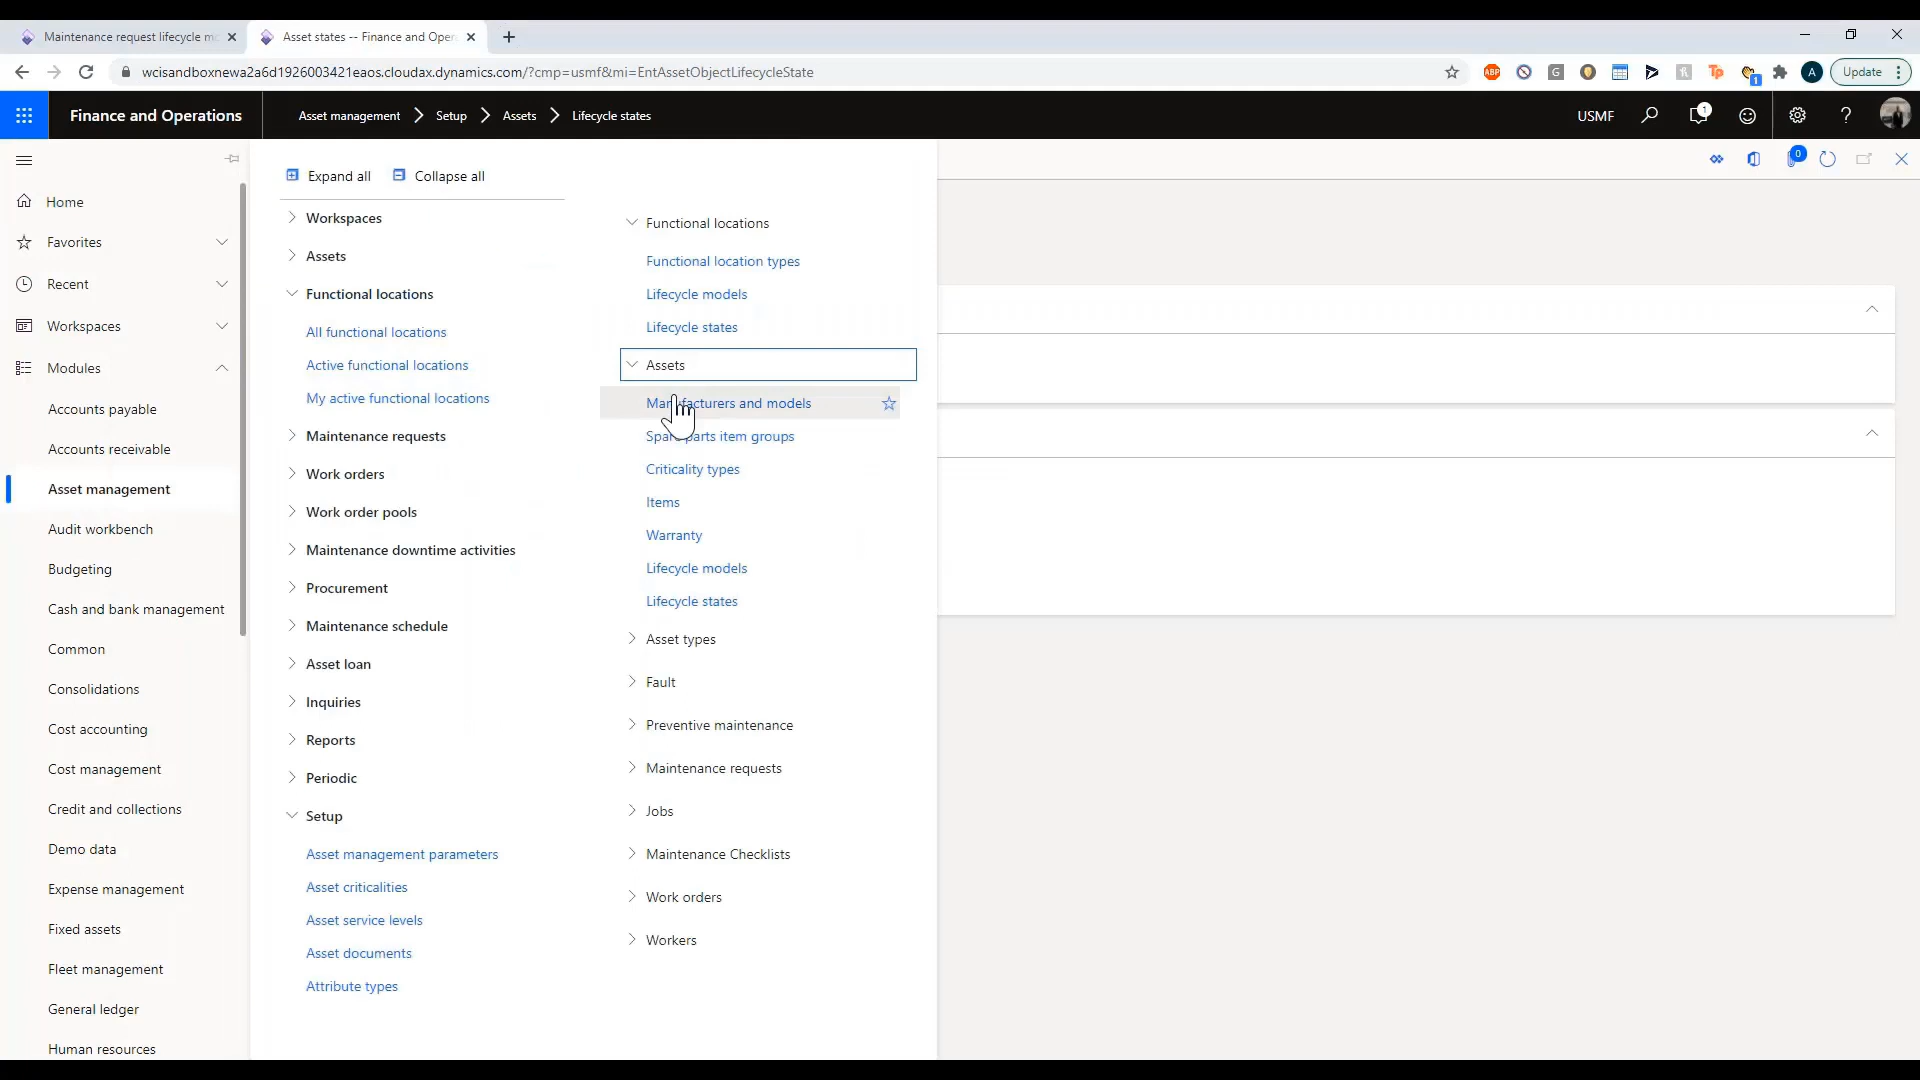 Maintenance request lifecycle mo
Asset states -- Finance and Oper
wcisandboxnewa2a6d1926003421eaos.cloudax.dynamics.com/?cmp=usmf&mi=EntAssetObjectLifecycleState
ABP
G
Tp
1
A
Update
Finance and Operations
Asset management
Setup
Assets
Lifecycle states
USMF
1
?
0
Home
Favorites
Recent
Workspaces
Modules
Accounts payable
Accounts receivable
Asset management
Audit workbench
Budgeting
Cash and bank management
Common
Consolidations
Cost accounting
Cost management
Credit and collections
Demo data
Expense management
Fixed assets
Fleet management
General ledger
Human resources
Expand all
Collapse all
Workspaces
Assets
Functional locations
All functional locations
Active functional locations
My active functional locations
Maintenance requests
Work orders
Work order pools
Maintenance downtime activities
Procurement
Maintenance schedule
Asset loan
Inquiries
Reports
Periodic
Setup
Asset management parameters
Asset criticalities
Asset service levels
Asset documents
Attribute types
Functional locations
Functional location types
Lifecycle models
Lifecycle states
Assets
Manufacturers and models
Spare parts item groups
Criticality types
Items
Warranty
Lifecycle models
Lifecycle states
Asset types
Fault
Preventive maintenance
Maintenance requests
Jobs
Maintenance Checklists
Work orders
Workers